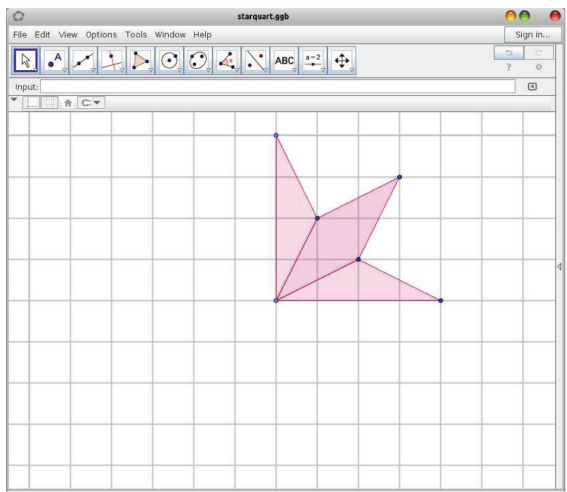 starquart.ggb
File Edit View Options Tools Window Help
Sign in...
A ABC a=2
?
Input:
C: